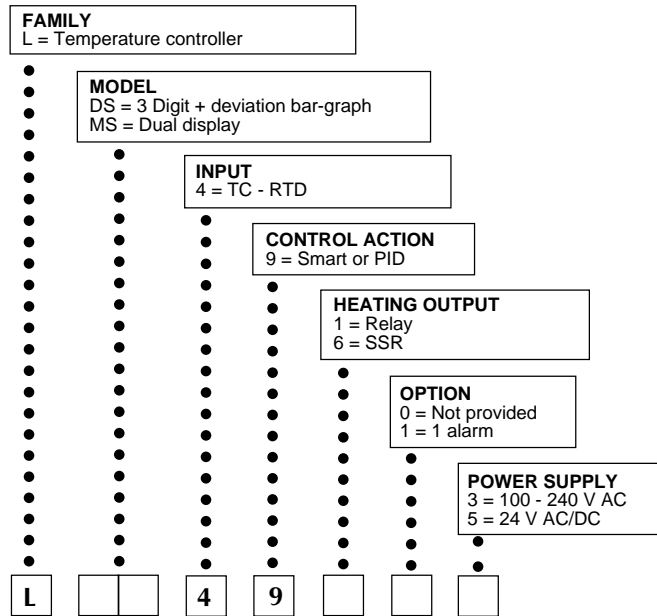 FAMILY
L = Temperature controller
MODEL
DS = 3 Digit + deviation bar-graph
MS = Dual display
INPUT
4 = TC - RTD
CONTROL ACTION
9 = Smart or PID
HEATING OUTPUT
1 = Relay
6 = SSR
OPTION
0 = Not provided
1 = 1 alarm
POWER SUPPLY
3 = 100 - 240 V AC
5 = 24 V AC/DC
L 4 9